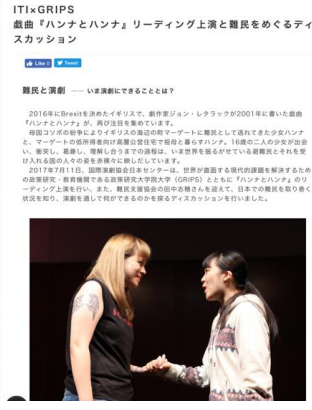 ITI×GRIPS
戯曲『ハンナとハンナ』リーディング上演と難民をめぐるディ
スカッション
Like 0
Tweet
難民と演劇 ── いま演劇にできることとは？
2016年にBrexitを決めたイギリスで、劇作家ジョン・レタラックが2001年に書いた戯曲
『ハンナとハンナ』が、再び注目を集めています。
母国コソボの紛争によりイギリスの海辺の町マーゲートに難民として逃れてきた少女ハンナ
と、マーゲートの低所得者向け高層公営住宅で祖母と暮らすハンナ。16歳の二人の少女が出会
い、衝突し、葛藤し、理解し合うまでの過程は、いま世界を揺るがせている避難民とそれを受
け入れる国の人々の姿を赤裸々に映しだしています。
2017年7月11日、国際演劇協会日本センターは、世界が直面する現代的課題を解決するため
の政策研究・教育機関である政策研究大学院大学（GRIPS）とともに『ハンナとハンナ』のリ
ーディング上演を行い、また、難民支援協会の田中志穂さんを迎えて、日本での難民を取り巻く
状況を知り、演劇を通して何ができるのかを探るディスカッションを行いました。